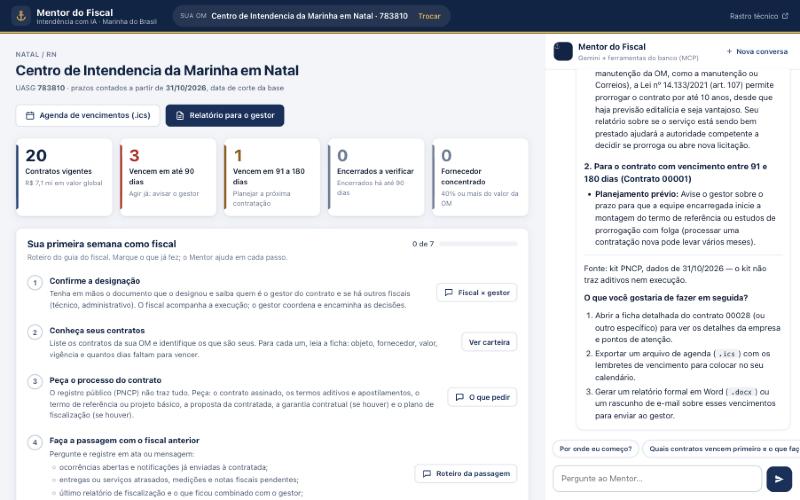 Mentor do Fiscal
Intendência com IA · Marinha do Brasil
SUA OM Centro de Intendencia da Marinha em Natal · 783810 Trocar
Rastro técnico
NATAL / RN
Centro de Intendencia da Marinha em Natal
UASG 783810 · prazos contados a partir de 31/10/2026, data de corte da base
Agenda de vencimentos (.ics)
Relatório para o gestor
20
Contratos vigentes
R$ 7,1 mi em valor global
3
Vencem em até 90
dias
Agir já: avisar o gestor
1
Vencem em 91 a 180
dias
Planejar a próxima
contratação
0
Encerrados a verificar
Encerrados há até 90
dias
0
Fornecedor
concentrado
40% ou mais do valor da
OM
Sua primeira semana como fiscal
0 de 7
Roteiro do guia do fiscal. Marque o que já fez; o Mentor ajuda em cada passo.
1
Confirme a designação
Tenha em mãos o documento que o designou e saiba quem é o gestor do contrato e se há outros fiscais
(técnico, administrativo). O fiscal acompanha a execução; o gestor coordena e encaminha as decisões.
Fiscal × gestor
2
Conheça seus contratos
Liste os contratos da sua OM e identifique os que são seus. Para cada um, leia a ficha: objeto, fornecedor, valor,
vigência e quantos dias faltam para vencer.
Ver carteira
3
Peça o processo do contrato
O registro público (PNCP) não traz tudo. Peça: o contrato assinado, os termos aditivos e apostilamentos, o
termo de referência ou projeto básico, a proposta da contratada, a garantia contratual (se houver) e o plano de
fiscalização (se houver).
O que pedir
4
Faça a passagem com o fiscal anterior
Pergunte e registre em ata ou mensagem:
ocorrências abertas e notificações já enviadas à contratada;
entregas ou serviços atrasados, medições e notas fiscais pendentes;
último relatório de fiscalização e o que ficou combinado com o gestor;
Roteiro da passagem
Mentor do Fiscal
Gemini + ferramentas do banco (MCP)
+ Nova conversa
manutenção da OM, como a manutenção ou
Correios), a Lei nº 14.133/2021 (art. 107) permite
prorrogar o contrato por até 10 anos, desde que
haja previsão editalícia e seja vantajoso. Seu
relatório sobre se o serviço está sendo bem
prestado ajudará a autoridade competente a
decidir se prorroga ou abre nova licitação.
2. Para o contrato com vencimento entre 91 e
180 dias (Contrato 00001)
• Planejamento prévio: Avise o gestor sobre o
prazo para que a equipe encarregada inicie a
montagem do termo de referência ou estudos de
prorrogação com folga (processar uma
contratação nova pode levar vários meses).
Fonte: kit PNCP, dados de 31/10/2026 — o kit não
traz aditivos nem execução.
O que você gostaria de fazer em seguida?
1. Abrir a ficha detalhada do contrato 00028 (ou
outro específico) para ver os detalhes da empresa
e pontos de atenção.
2. Exportar um arquivo de agenda ( .ics ) com os
lembretes de vencimento para colocar no seu
calendário.
3. Gerar um relatório formal em Word ( .docx ) ou
um rascunho de e-mail sobre esses vencimentos
para enviar ao gestor.
Por onde eu começo?
Quais contratos vencem primeiro e o que faç
Pergunte ao Mentor...